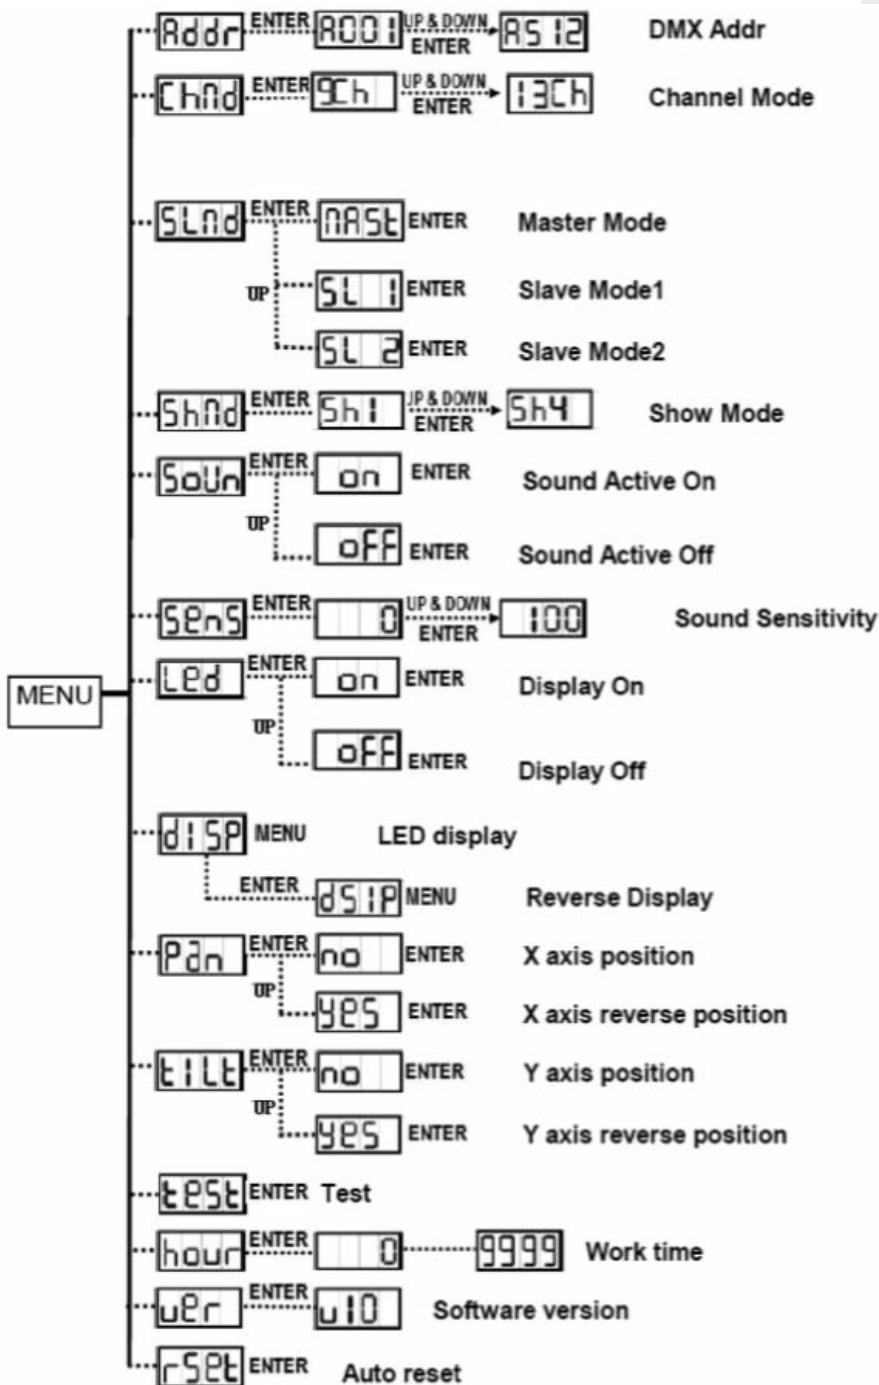 Addr ENTER A001 UP & DOWN ENTER A512 DMX Addr
ChMd ENTER 9Ch UP & DOWN ENTER 13Ch Channel Mode
SLMd ENTER MASt ENTER Master Mode
UP SL 1 ENTER Slave Mode1
SL 2 ENTER Slave Mode2
ShMd ENTER Sh1 UP & DOWN ENTER Sh4 Show Mode
SoUn ENTER on ENTER Sound Active On
UP oFF ENTER Sound Active Off
SenS ENTER 0 UP & DOWN ENTER 100 Sound Sensitivity
Led ENTER on ENTER Display On
MENU
UP oFF ENTER Display Off
dISP MENU LED display
ENTER dSIP MENU Reverse Display
Pan ENTER no ENTER X axis position
UP yes ENTER X axis reverse position
tILt ENTER no ENTER Y axis position
UP yes ENTER Y axis reverse position
test ENTER Test
hour ENTER 0 9999 Work time
ver ENTER u10 Software version
rSet ENTER Auto reset